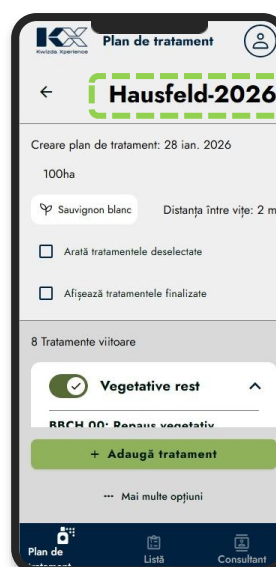 KX
Kwizda Xperience
Plan de tratament
← Hausfeld-2026
Creare plan de tratament: 28 ian. 2026
100ha
Sauvignon blanc Distanța între vițe: 2 m
Arată tratamentele deselectate
Afișează tratamentele finalizate
8 Tratamente viitoare
Vegetative rest
BBCH 00: Repaus vegetativ
+ Adaugă tratament
... Mai multe opțiuni
Plan de Listă Consultant
tratament